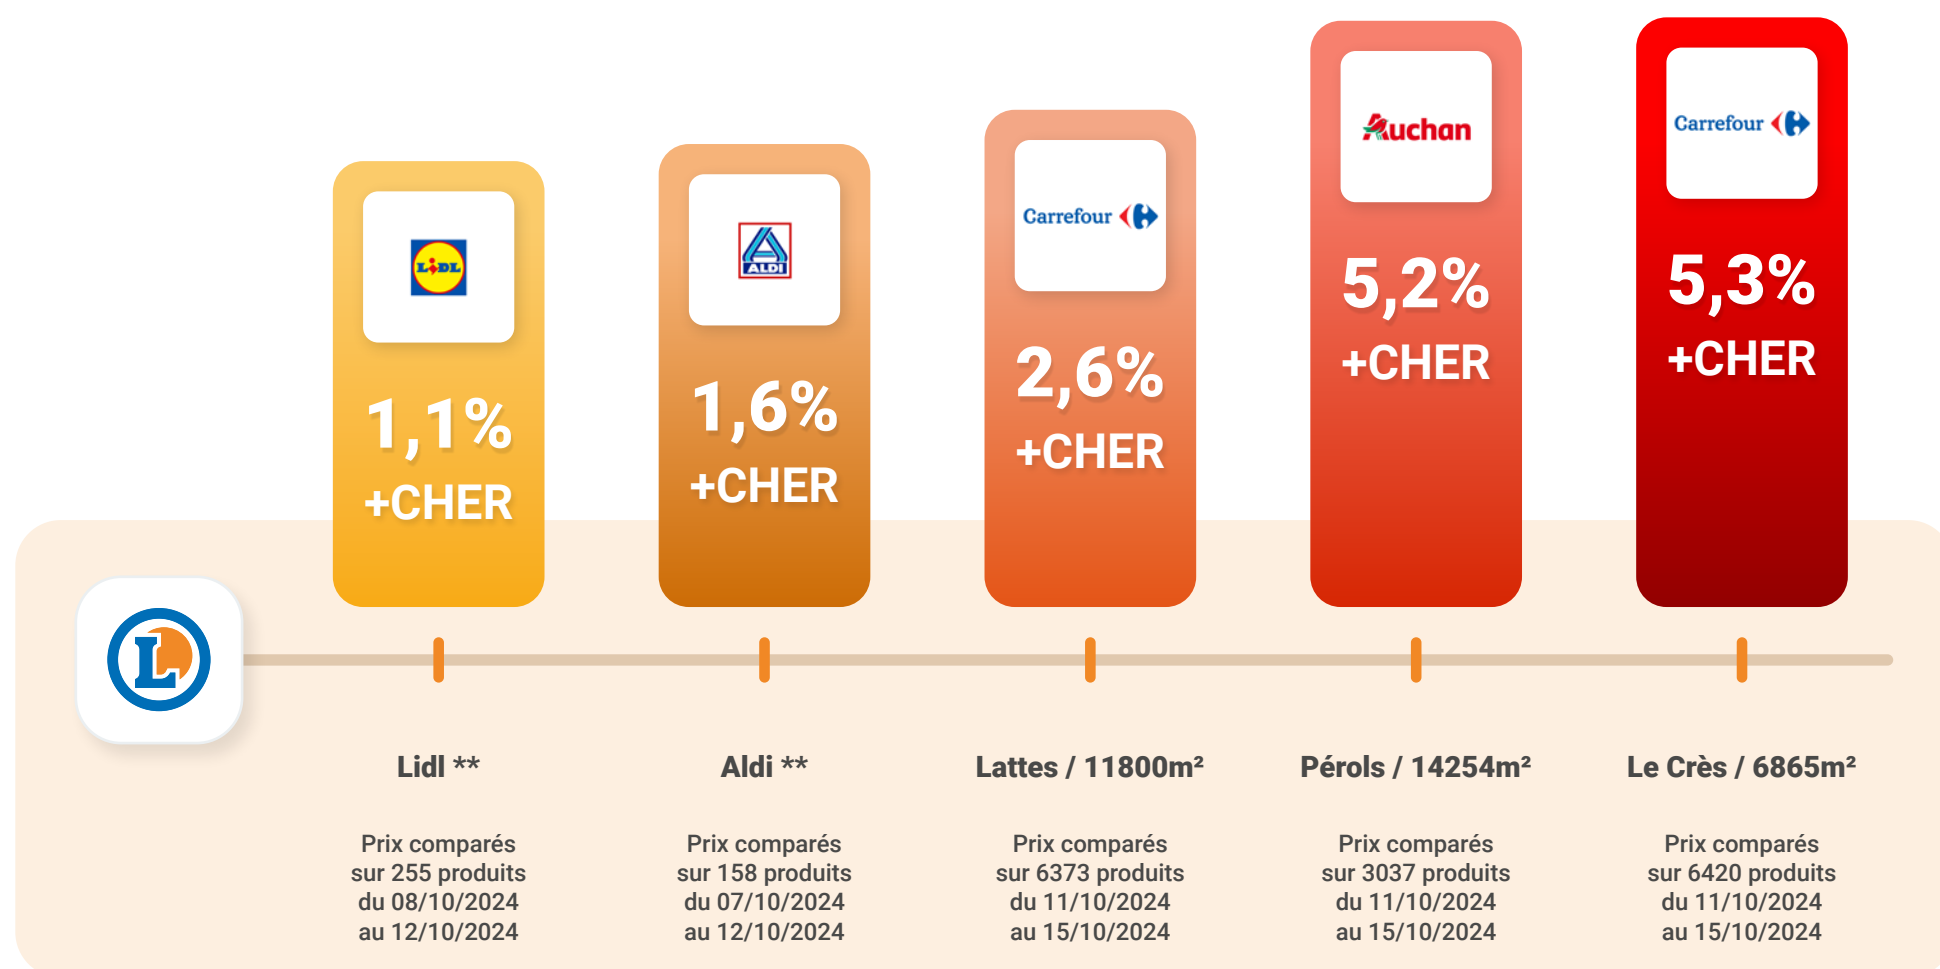 LIDL
1,1%
+CHER
ALDI
1,6%
+CHER
Carrefour
2,6%
+CHER
Auchan
5,2%
+CHER
Carrefour
5,3%
+CHER
L
Lidl **
Prix comparés
sur 255 produits
du 08/10/2024
au 12/10/2024
Aldi **
Prix comparés
sur 158 produits
du 07/10/2024
au 12/10/2024
Lattes / 11800m²
Prix comparés
sur 6373 produits
du 11/10/2024
au 15/10/2024
Pérols / 14254m²
Prix comparés
sur 3037 produits
du 11/10/2024
au 15/10/2024
Le Crès / 6865m²
Prix comparés
sur 6420 produits
du 11/10/2024
au 15/10/2024